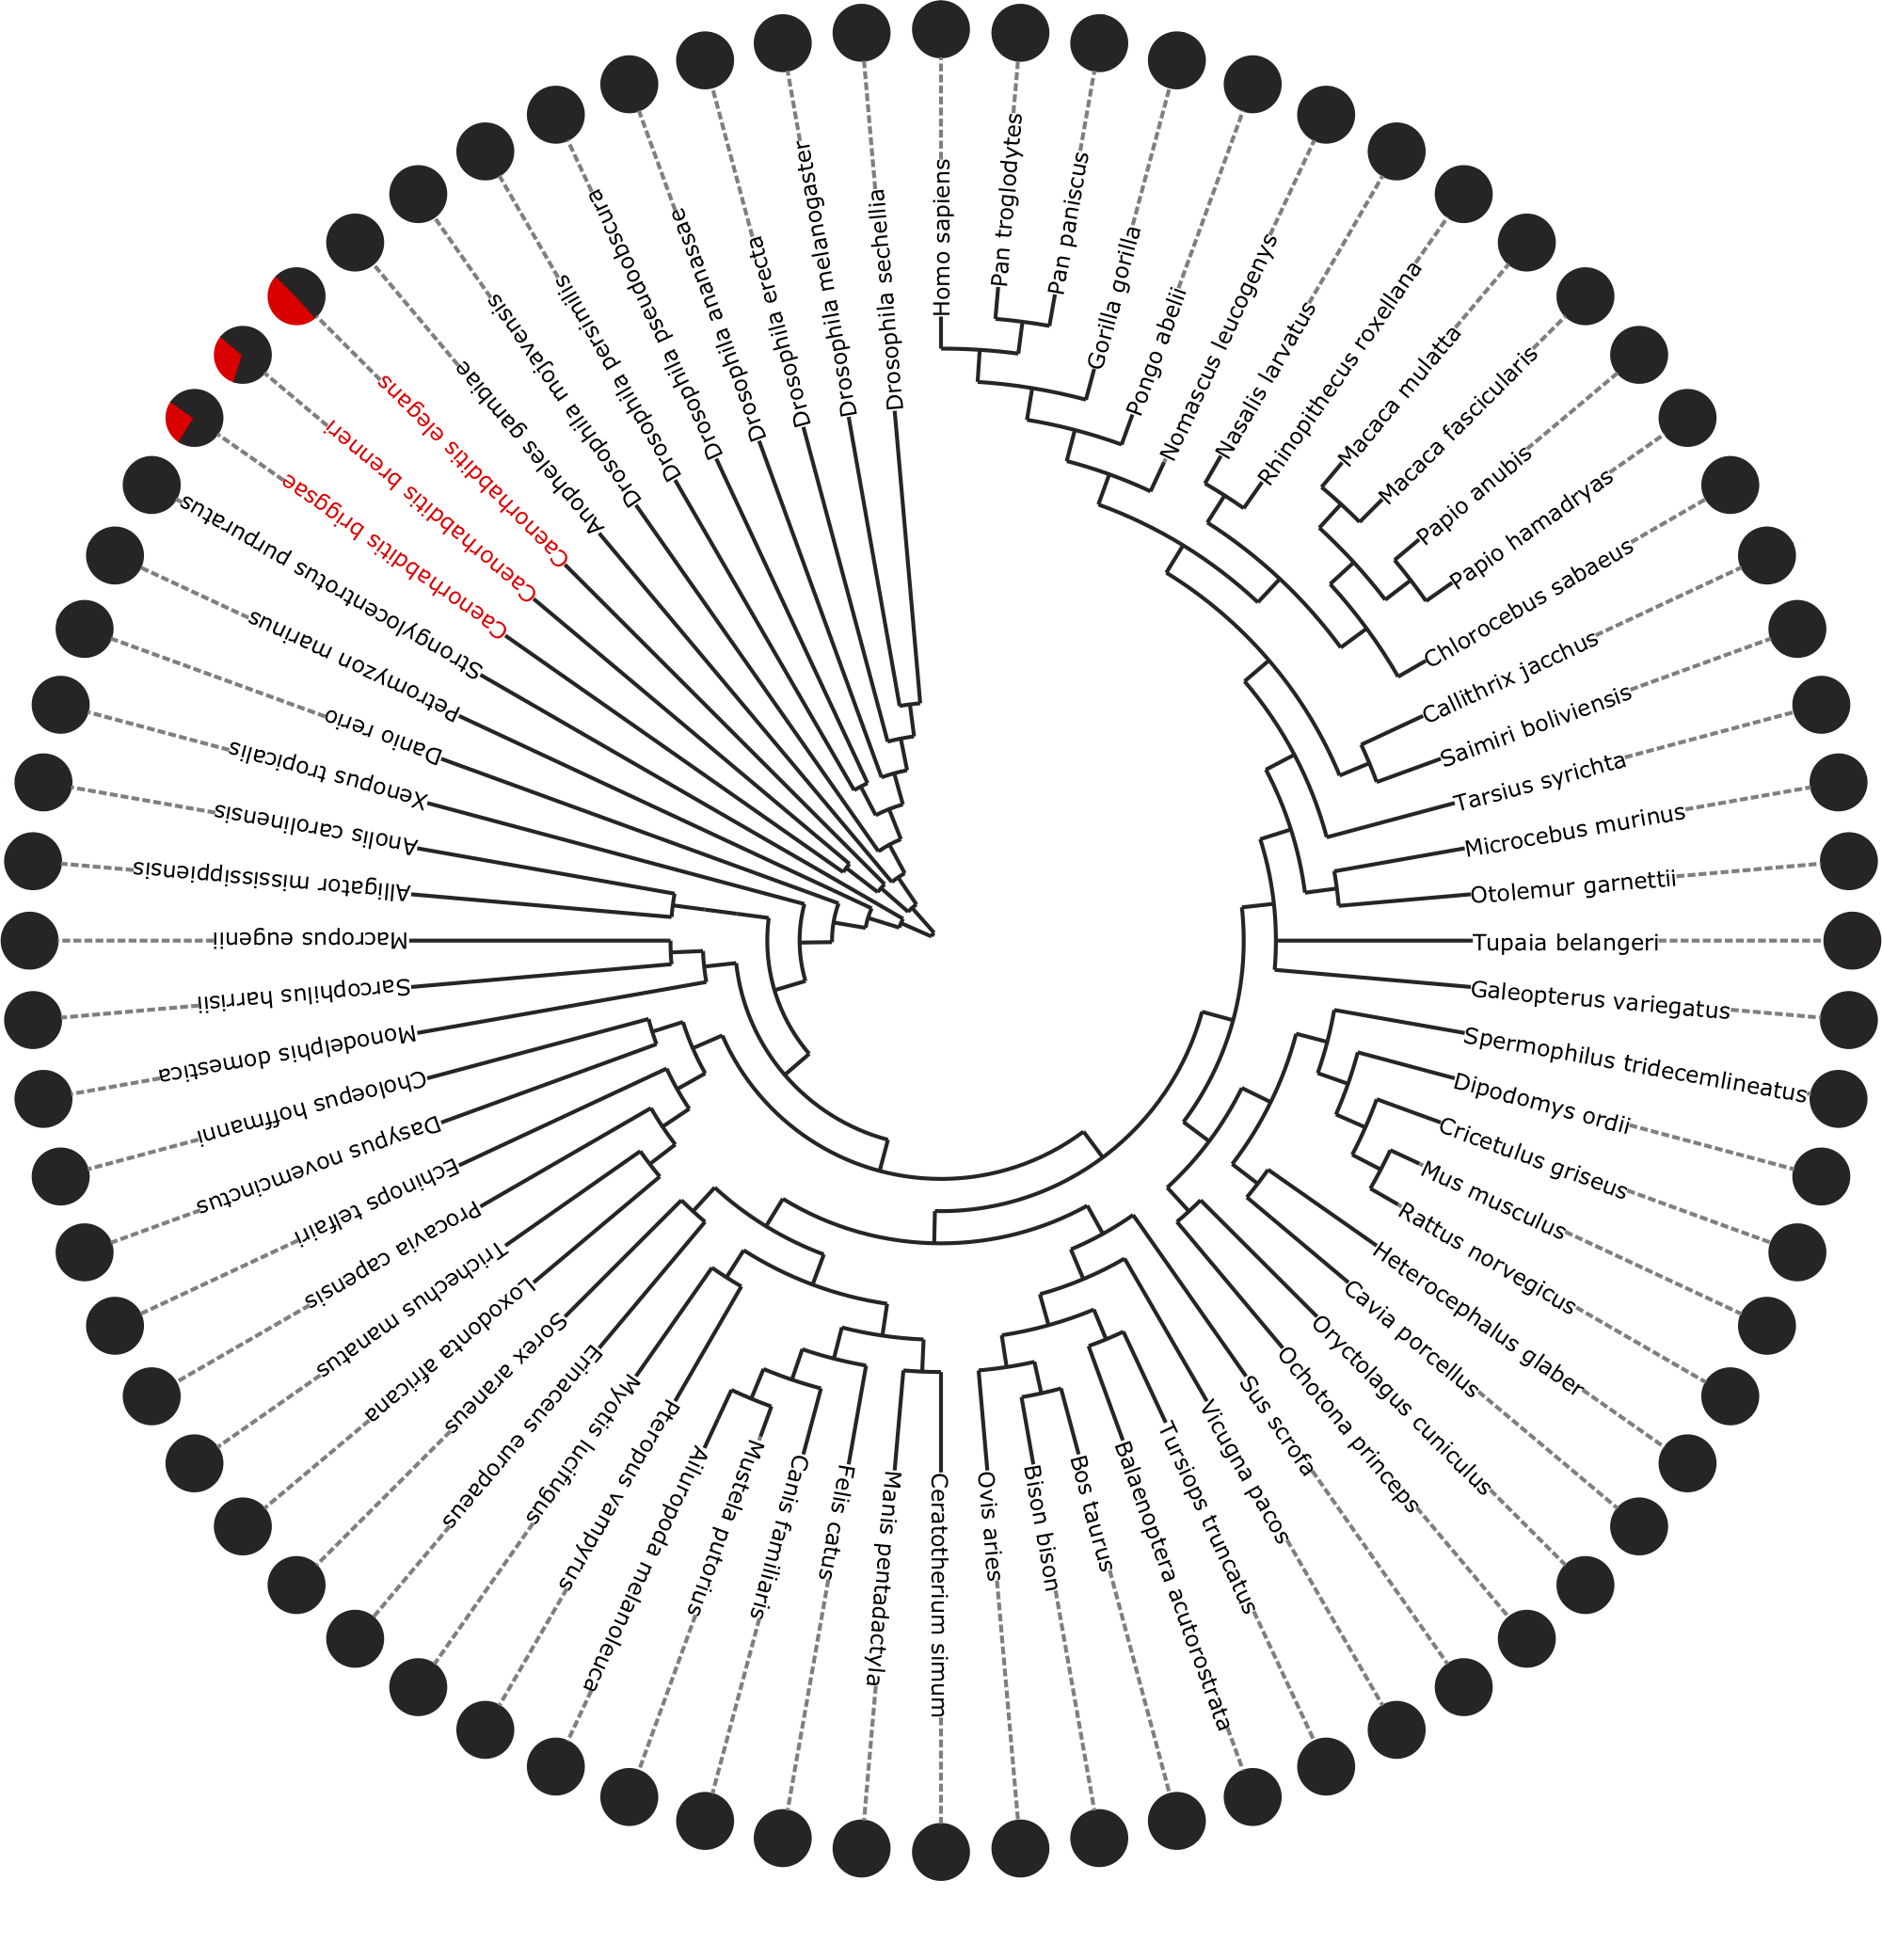 Homo sapiens
Pan troglodytes
Pan paniscus
Gorilla gorilla
Pongo abelii
Nomascus leucogenys
Nasalis larvatus
Rhinopithecus roxellana
Macaca mulatta
Macaca fascicularis
Papio anubis
Papio hamadryas
Chlorocebus sabaeus
Callithrix jacchus
Saimiri boliviensis
Tarsius syrichta
Microcebus murinus
Otolemur garnettii
Tupaia belangeri
Galeopterus variegatus
Spermophilus tridecemlineatus
Dipodomys ordii
Cricetulus griseus
Mus musculus
Rattus norvegicus
Heterocephalus glaber
Cavia porcellus
Oryctolagus cuniculus
Ochotona princeps
Sus scrofa
Vicugna pacos
Tursiops truncatus
Balaenoptera acutorostrata
Bos taurus
Bison bison
Ovis aries
Ceratotherium simum
Manis pentadactyla
Felis catus
Canis familiaris
Mustela putorius
Ailuropoda melanoleuca
Pteropus vampyrus
Myotis lucifugus
Erinaceus europaeus
Sorex araneus
Loxodonta africana
Trichechus manatus
Procavia capensis
Echinops telfairi
Dasypus novemcinctus
Choloepus hoffmanni
Monodelphis domestica
Sarcophilus harrisii
Macropus eugenii
Alligator mississippiensis
Anolis carolinensis
Xenopus tropicalis
Danio rerio
Petromyzon marinus
Strongylocentrotus purpuratus
Caenorhabditis briggsae
Caenorhabditis brenneri
Caenorhabditis elegans
Anopheles gambiae
Drosophila mojavensis
Drosophila persimilis
Drosophila pseudoobscura
Drosophila ananassae
Drosophila erecta
Drosophila melanogaster
Drosophila sechellia